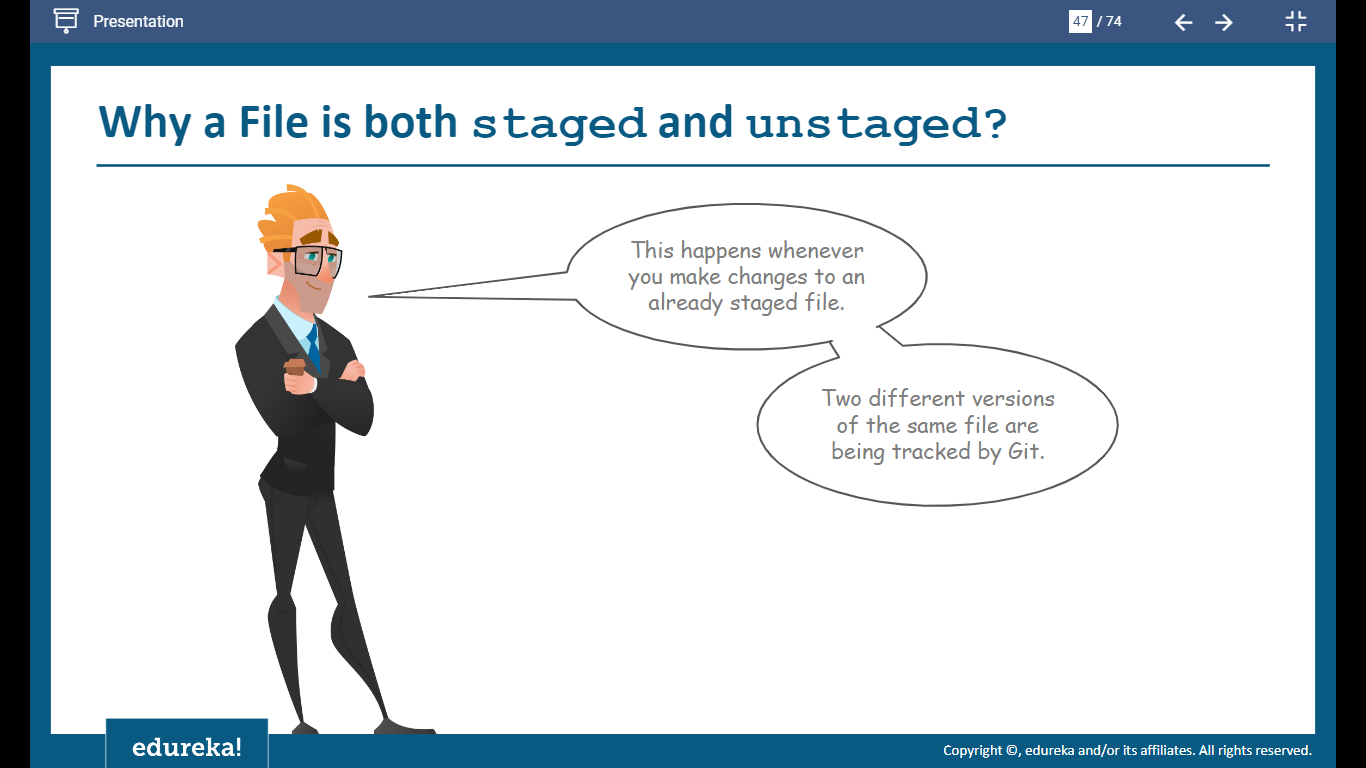 Presentation
47 / 74
Why a File is both staged and unstaged?
This happens whenever
you make changes to an
already staged file.
Two different versions
of the same file are
being tracked by Git.
edureka!
Copyright ©, edureka and/or its affiliates. All rights reserved.